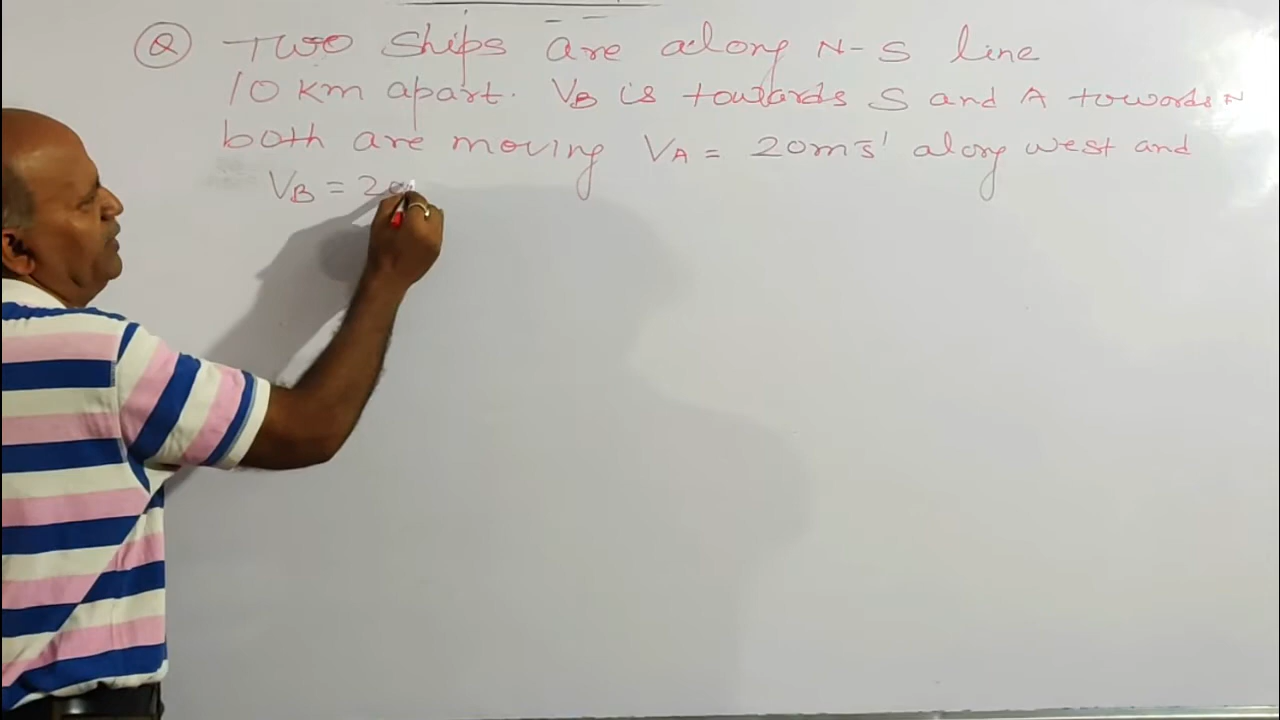 Q Two ships are along N-S line
10 km apart. VB is towards S and A towards N
both are moving VA = 20ms⁻¹ along west and
VB = 20